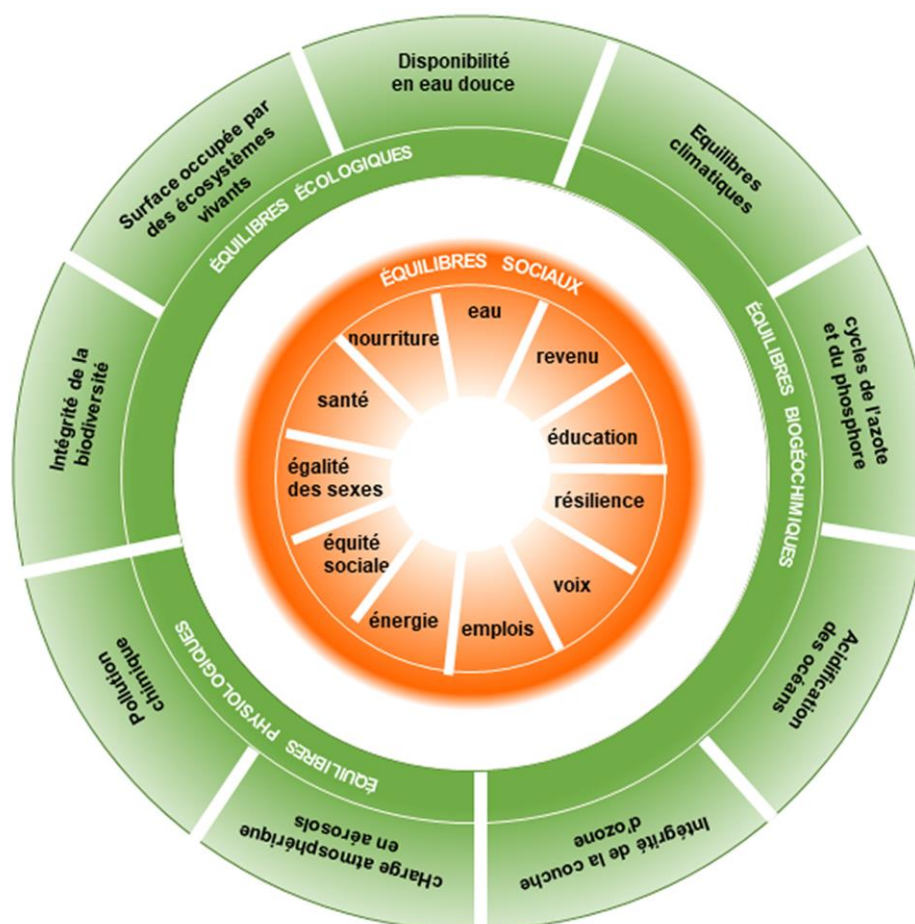 Disponibilité
en eau douce
Equilibres
climatiques
cycles de l'azote
et du phosphore
Acidification
des océans
Intégrité de la couche
d'ozone
cHarge atmosphérique
en aérosols
Pollution
chimique
Intégrité de la
biodiversité
Surface occupée par
des écosystèmes
vivants
ÉQUILIBRES ÉCOLOGIQUES
ÉQUILIBRES BIOGÉOCHIMIQUES
ÉQUILIBRES PHYSIOLOGIQUES
ÉQUILIBRES SOCIAUX
eau
revenu
éducation
résilience
voix
emplois
énergie
équité
sociale
égalité
des sexes
santé
nourriture